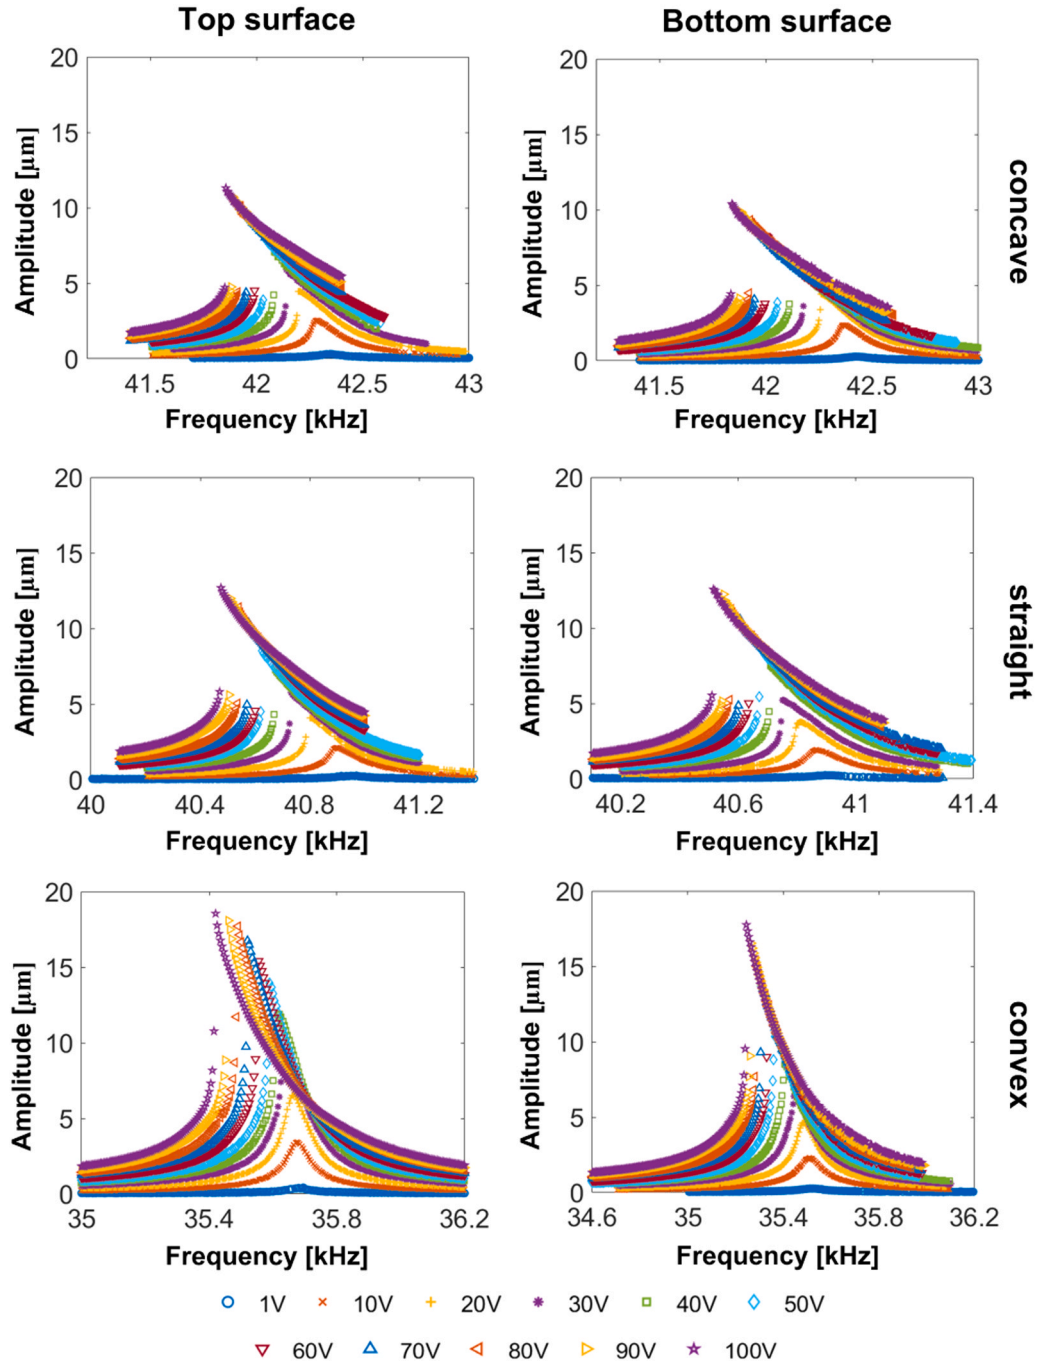 Top surface
Bottom surface
20
15
10
5
0
Amplitude [µm]
41.5
42
42.5
43
Frequency [kHz]
20
15
10
5
0
Amplitude [µm]
41.5
42
42.5
43
Frequency [kHz]
concave
20
15
10
5
0
Amplitude [µm]
40
40.4
40.8
41.2
Frequency [kHz]
20
15
10
5
0
Amplitude [µm]
40.2
40.6
41
41.4
Frequency [kHz]
straight
20
15
10
5
0
Amplitude [µm]
35
35.4
35.8
36.2
Frequency [kHz]
20
15
10
5
0
Amplitude [µm]
34.6
35
35.4
35.8
36.2
Frequency [kHz]
convex
1V 10V 20V 30V 40V 50V
60V 70V 80V 90V 100V